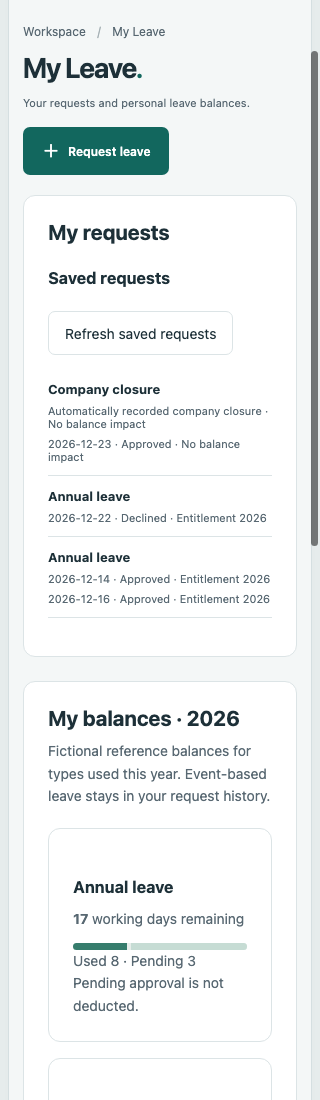 Workspace / My Leave
My Leave.
Your requests and personal leave balances.
Request leave
My requests
Saved requests
Refresh saved requests
Company closure
Automatically recorded company closure ·
No balance impact
2026-12-23 · Approved · No balance
impact
Annual leave
2026-12-22 · Declined · Entitlement 2026
Annual leave
2026-12-14 · Approved · Entitlement 2026
2026-12-16 · Approved · Entitlement 2026
My balances · 2026
Fictional reference balances for
types used this year. Event-based
leave stays in your request history.
Annual leave
17 working days remaining
Used 8 · Pending 3
Pending approval is not
deducted.